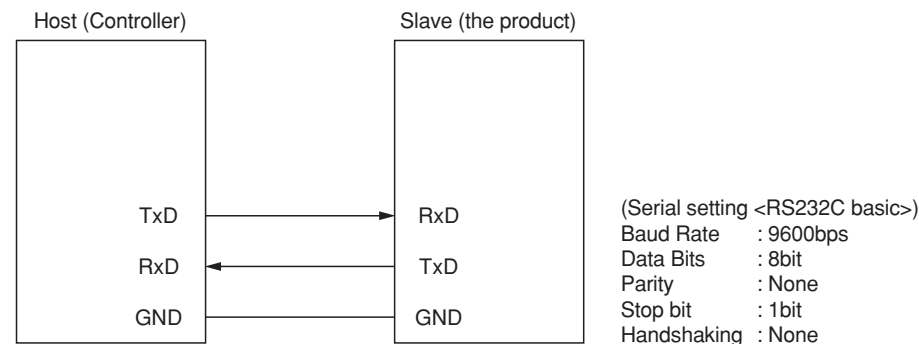 Host (Controller)
Slave (the product)
TxD
RxD
RxD
TxD
GND
GND
(Serial setting <RS232C basic>)
Baud Rate : 9600bps
Data Bits : 8bit
Parity : None
Stop bit : 1bit
Handshaking : None